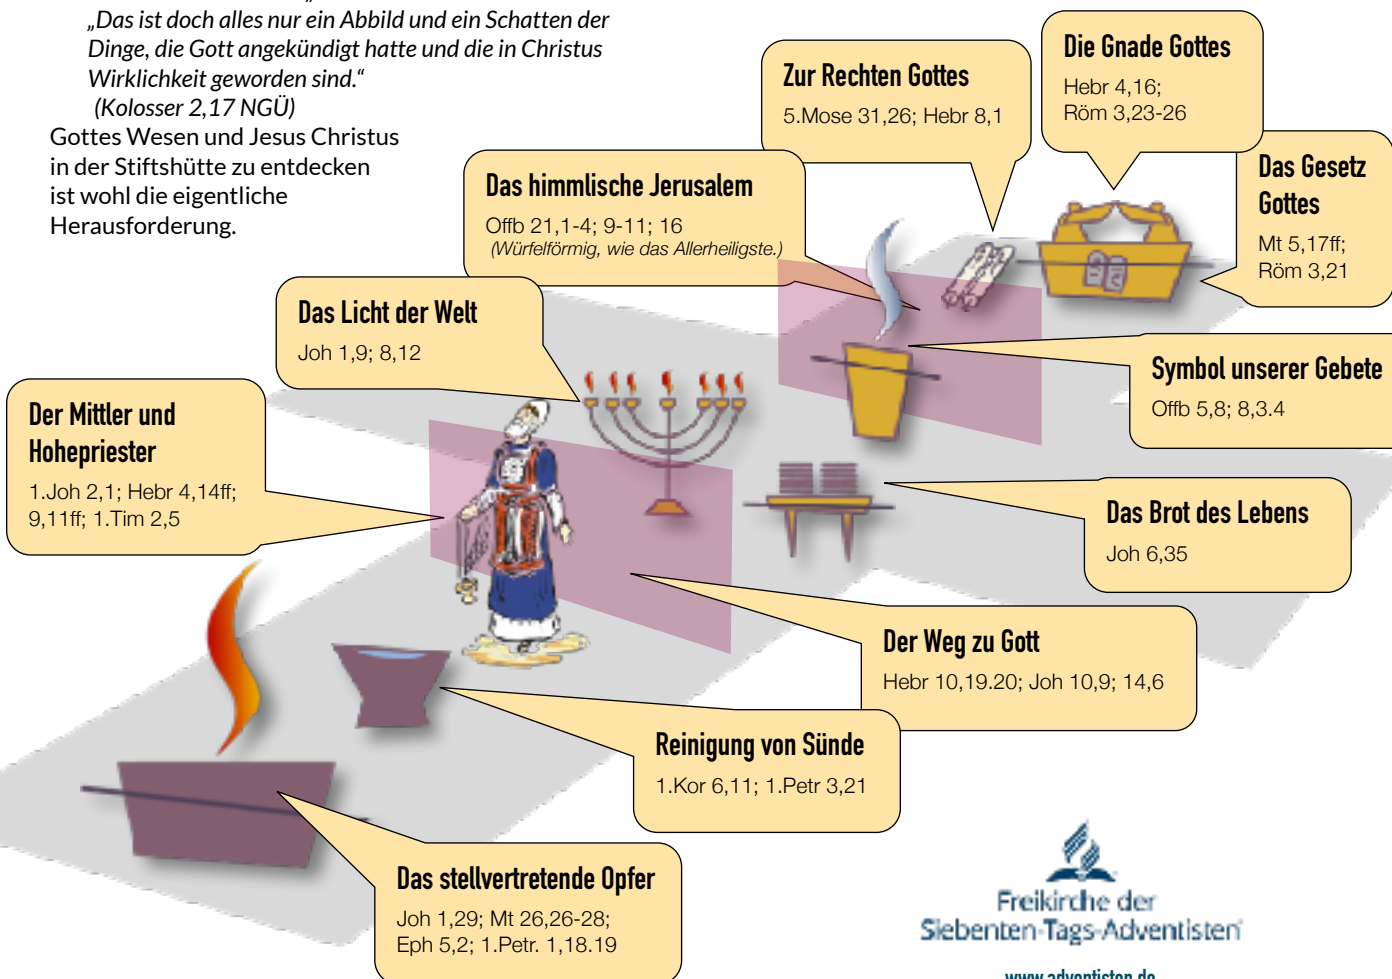 „Das ist doch alles nur ein Abbild und ein Schatten der
Dinge, die Gott angekündigt hatte und die in Christus
Wirklichkeit geworden sind.“
(Kolosser 2,17 NGÜ)
Gottes Wesen und Jesus Christus
in der Stiftshütte zu entdecken
ist wohl die eigentliche
Herausforderung.
Die Gnade Gottes
Hebr 4,16;
Röm 3,23-26
Zur Rechten Gottes
5.Mose 31,26; Hebr 8,1
Das Gesetz
Gottes
Mt 5,17ff;
Röm 3,21
Das himmlische Jerusalem
Offb 21,1-4; 9-11; 16
(Würfelförmig, wie das Allerheiligste.)
Das Licht der Welt
Joh 1,9; 8,12
Symbol unserer Gebete
Offb 5,8; 8,3.4
Der Mittler und
Hohepriester
1.Joh 2,1; Hebr 4,14ff;
9,11ff; 1.Tim 2,5
Das Brot des Lebens
Joh 6,35
Der Weg zu Gott
Hebr 10,19.20; Joh 10,9; 14,6
Reinigung von Sünde
1.Kor 6,11; 1.Petr 3,21
Das stellvertretende Opfer
Joh 1,29; Mt 26,26-28;
Eph 5,2; 1.Petr. 1,18.19
Freikirche der
Siebenten-Tags-Adventisten
www.adventisten.de